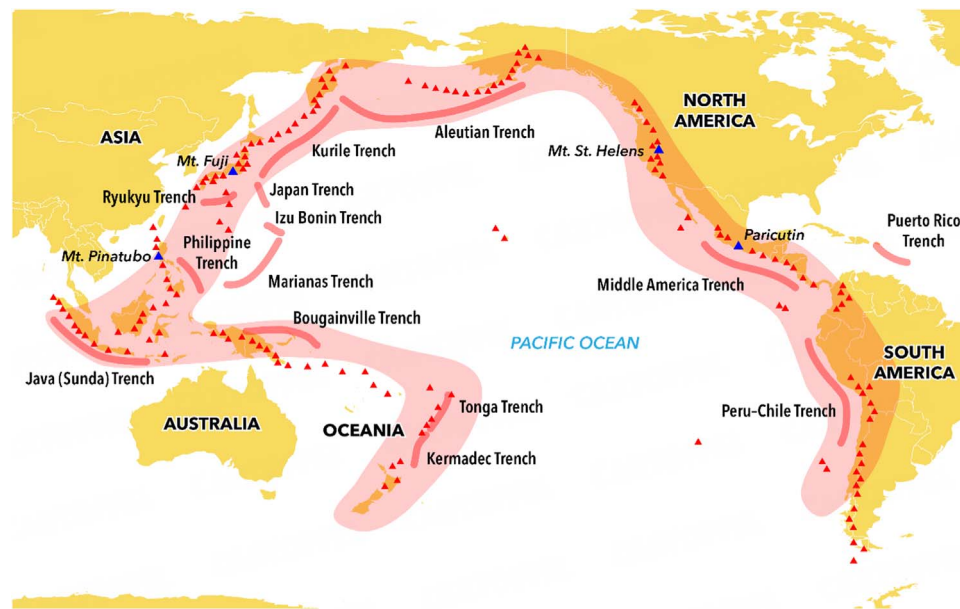 NORTH
AMERICA
ASIA
Aleutian Trench
Kurile Trench
Mt. Fuji
Mt. St. Helens
Japan Trench
Ryukyu Trench
Izu Bonin Trench
Puerto Rico
Trench
Philippine
Trench
Paricutin
Mt. Pinatubo
Marianas Trench
Middle America Trench
Bougainville Trench
PACIFIC OCEAN
SOUTH
AMERICA
Java (Sunda) Trench
Tonga Trench
Peru–Chile Trench
AUSTRALIA
OCEANIA
Kermadec Trench